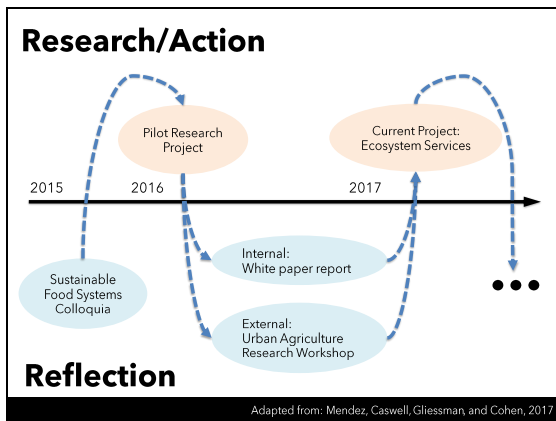 Research/Action
Pilot Research
Project
Current Project:
Ecosystem Services
2015
2016
2017
Sustainable
Food Systems
Colloquia
Internal:
White paper report
External:
Urban Agriculture
Research Workshop
Reflection
Adapted from: Mendez, Caswell, Gliessman, and Cohen, 2017